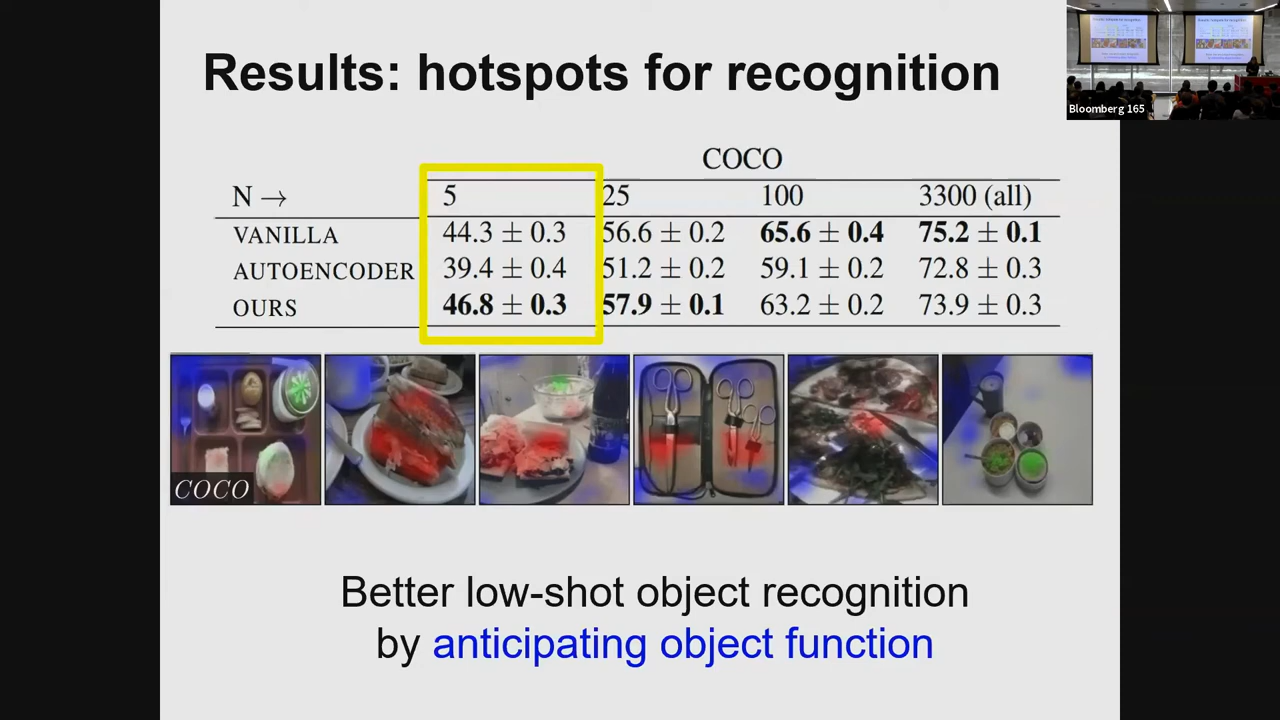 Results: hotspots for recognition
Bloomberg 165
COCO
N → 5 25 100 3300 (all)
VANILLA 44.3 ± 0.3 56.6 ± 0.2 65.6 ± 0.4 75.2 ± 0.1
AUTOENCODER 39.4 ± 0.4 51.2 ± 0.2 59.1 ± 0.2 72.8 ± 0.3
OURS 46.8 ± 0.3 57.9 ± 0.1 63.2 ± 0.2 73.9 ± 0.3
COCO
Better low-shot object recognition
by anticipating object function